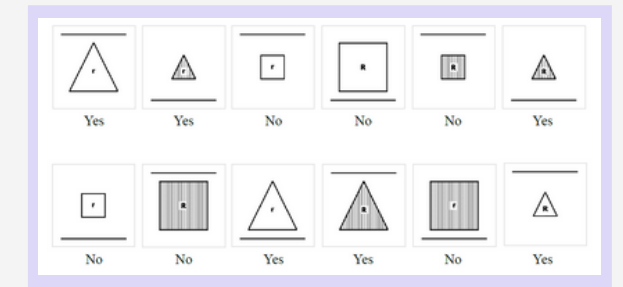 r r r R R R
Yes Yes No No No Yes
r R r R r R
No No Yes Yes No Yes